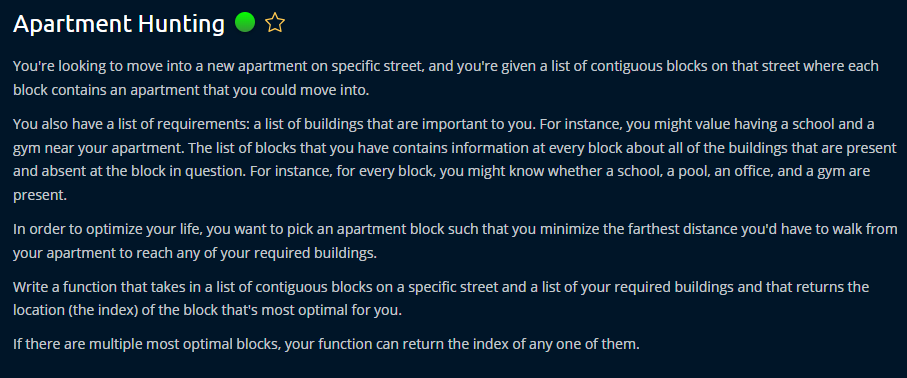 Apartment Hunting
You're looking to move into a new apartment on specific street, and you're given a list of contiguous blocks on that street where each
block contains an apartment that you could move into.
You also have a list of requirements: a list of buildings that are important to you. For instance, you might value having a school and a
gym near your apartment. The list of blocks that you have contains information at every block about all of the buildings that are present
and absent at the block in question. For instance, for every block, you might know whether a school, a pool, an office, and a gym are
present.
In order to optimize your life, you want to pick an apartment block such that you minimize the farthest distance you'd have to walk from
your apartment to reach any of your required buildings.
Write a function that takes in a list of contiguous blocks on a specific street and a list of your required buildings and that returns the
location (the index) of the block that's most optimal for you.
If there are multiple most optimal blocks, your function can return the index of any one of them.